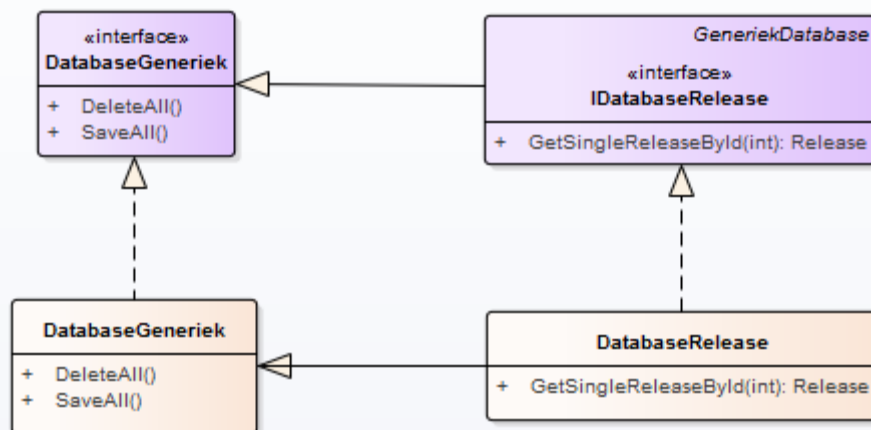 «interface»
DatabaseGeneriek
+ DeleteAll()
+ SaveAll()
GeneriekDatabase
«interface»
IDatabaseRelease
+ GetSingleReleaseById(int): Release
DatabaseGeneriek
+ DeleteAll()
+ SaveAll()
DatabaseRelease
+ GetSingleReleaseById(int): Release